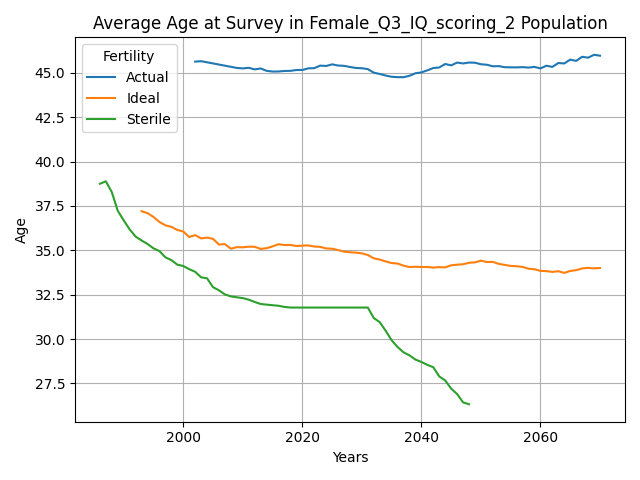 Average Age at Survey in Female_Q3_IQ_scoring_2 Population
Fertility
Actual
Ideal
Sterile
45.0
42.5
40.0
37.5
35.0
32.5
30.0
27.5
Age
2000
2020
2040
2060
Years